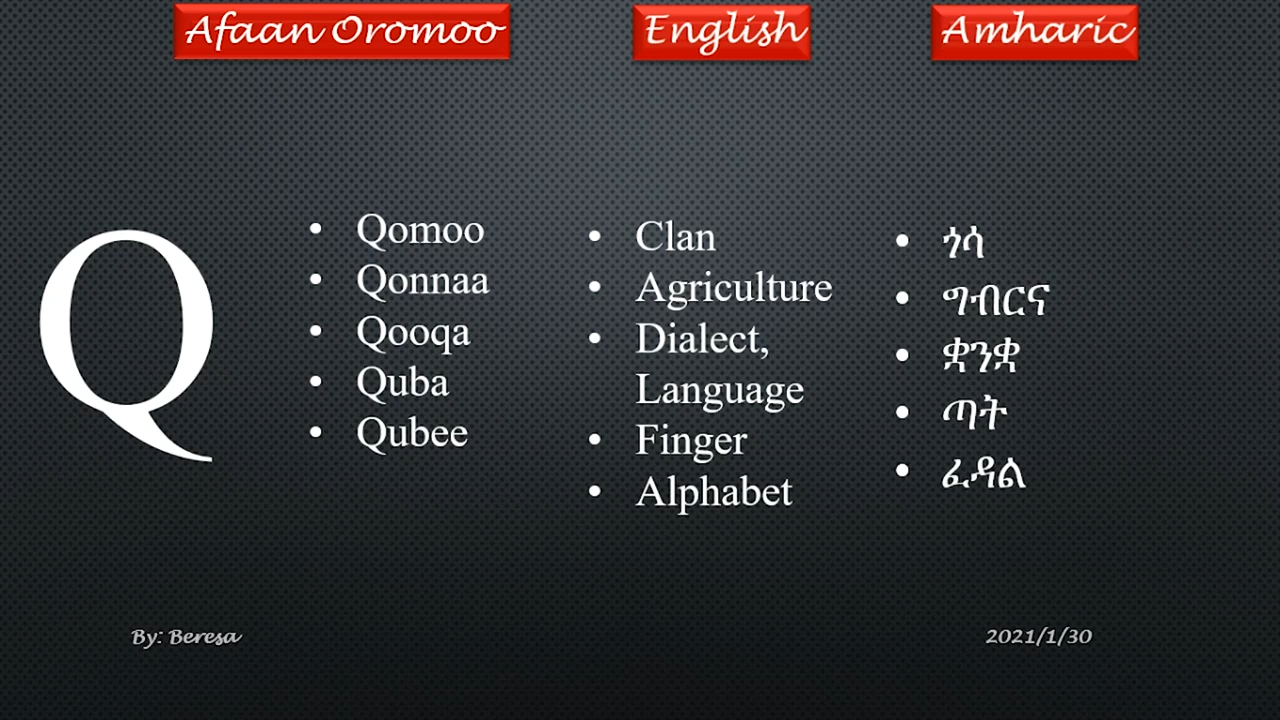 Afaan Oromoo
English
Amharic
Q
• Qomoo
• Qonnaa
• Qooqa
• Quba
• Qubee
• Clan
• Agriculture
• Dialect,
Language
• Finger
• Alphabet
• ጎሳ
• ግብርና
• ቋንቋ
• ጣት
• ፊዳል
By: Beresa
2021/1/30